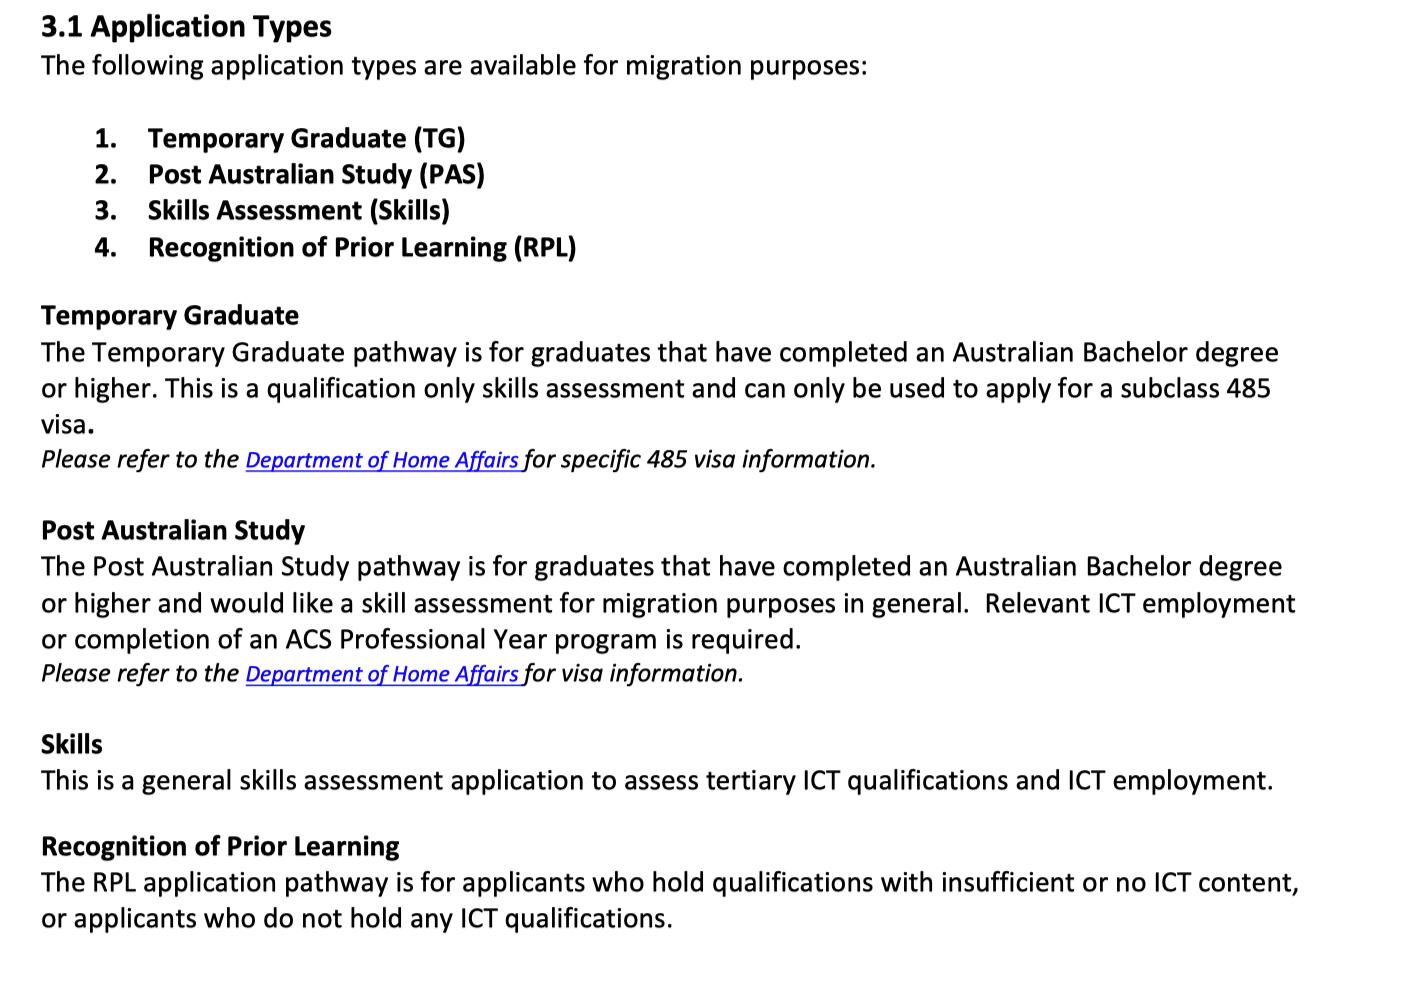 3.1 Application Types
The following application types are available for migration purposes:
1. Temporary Graduate (TG)
2. Post Australian Study (PAS)
3. Skills Assessment (Skills)
4. Recognition of Prior Learning (RPL)
Temporary Graduate
The Temporary Graduate pathway is for graduates that have completed an Australian Bachelor degree
or higher. This is a qualification only skills assessment and can only be used to apply for a subclass 485
visa.
Please refer to the Department of Home Affairs for specific 485 visa information.
Post Australian Study
The Post Australian Study pathway is for graduates that have completed an Australian Bachelor degree
or higher and would like a skill assessment for migration purposes in general. Relevant ICT employment
or completion of an ACS Professional Year program is required.
Please refer to the Department of Home Affairs for visa information.
Skills
This is a general skills assessment application to assess tertiary ICT qualifications and ICT employment.
Recognition of Prior Learning
The RPL application pathway is for applicants who hold qualifications with insufficient or no ICT content,
or applicants who do not hold any ICT qualifications.